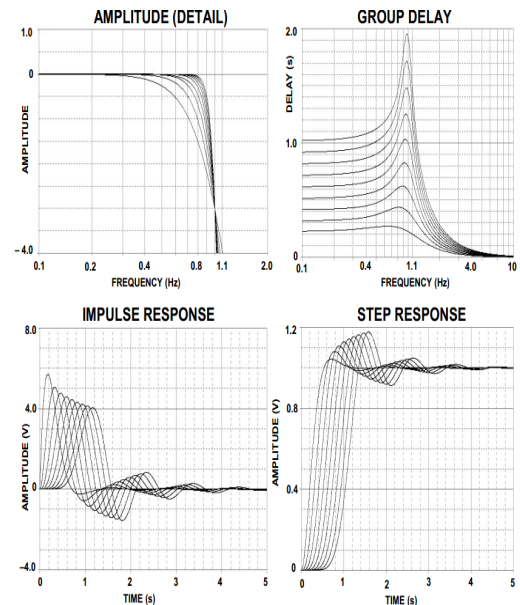 AMPLITUDE (DETAIL)
1.0
0
–4.0
AMPLITUDE
0.1 0.2 0.4 0.8 1.1 2.0
FREQUENCY (Hz)
GROUP DELAY
2.0
1.0
0
DELAY (s)
0.1 0.4 1.1 4.0 10
FREQUENCY (Hz)
IMPULSE RESPONSE
8.0
4.0
0
–4.0
AMPLITUDE (V)
0 1 2 3 4 5
TIME (s)
STEP RESPONSE
1.2
0.8
0.4
0
AMPLITUDE (V)
0 1 2 3 4 5
TIME (s)